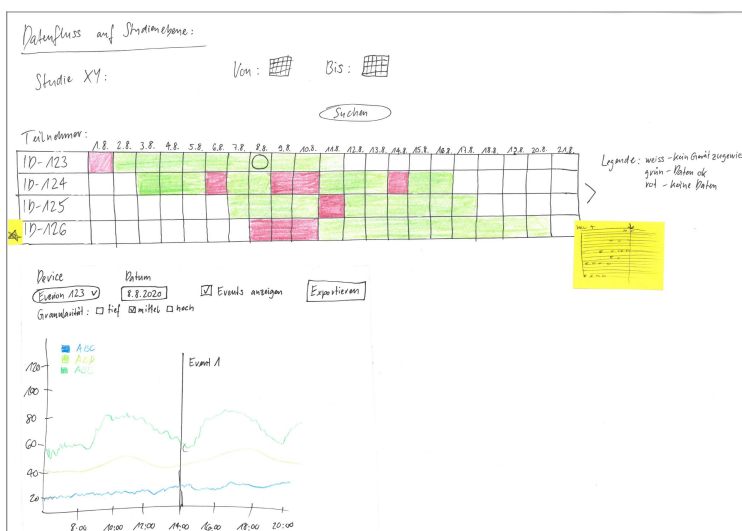 Datenfluss auf Studienebene:
Studie XY:
Von:
Bis:
Suchen
Teilnehmer:
1.8. 2.8. 3.8. 4.8. 5.8. 6.8. 7.8. 8.8. 9.8. 10.8. 11.8. 12.8. 13.8. 14.8. 15.8. 16.8. 17.8. 18.8. 19.8. 20.8. 21.8.
ID-123
ID-124
ID-125
ID-126
Legende: weiss - kein Gerät zugewie
grün - Daten ok
rot - keine Daten
Device
Datum
Everion 123 v
8.8.2020
Events anzeigen
Exportieren
Granularität: tief mittel hoch
ABC
Event 1
120
100
80
60
40
20
8:00 10:00 12:00 14:00 16:00 18:00 20:00